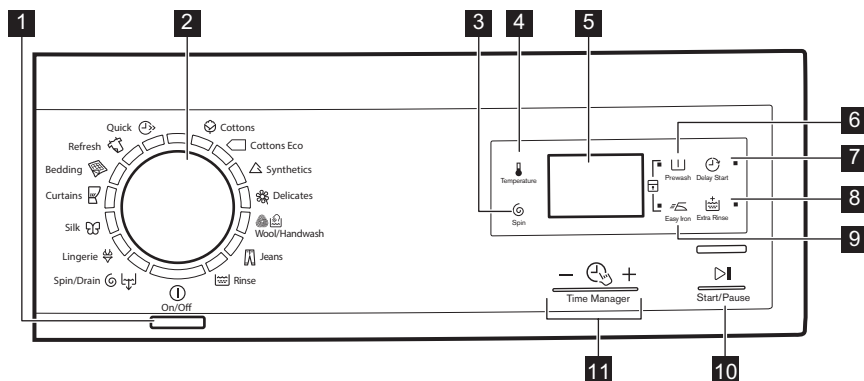 1
2
3
4
5
6
7
8
9
10
11
Quick
Refresh
Bedding
Curtains
Silk
Lingerie
Spin/Drain
Cottons
Cottons Eco
Synthetics
Delicates
Wool/Handwash
Jeans
Rinse
On/Off
Temperature
Spin
Prewash
Delay Start
Easy Iron
Extra Rinse
Time Manager
Start/Pause